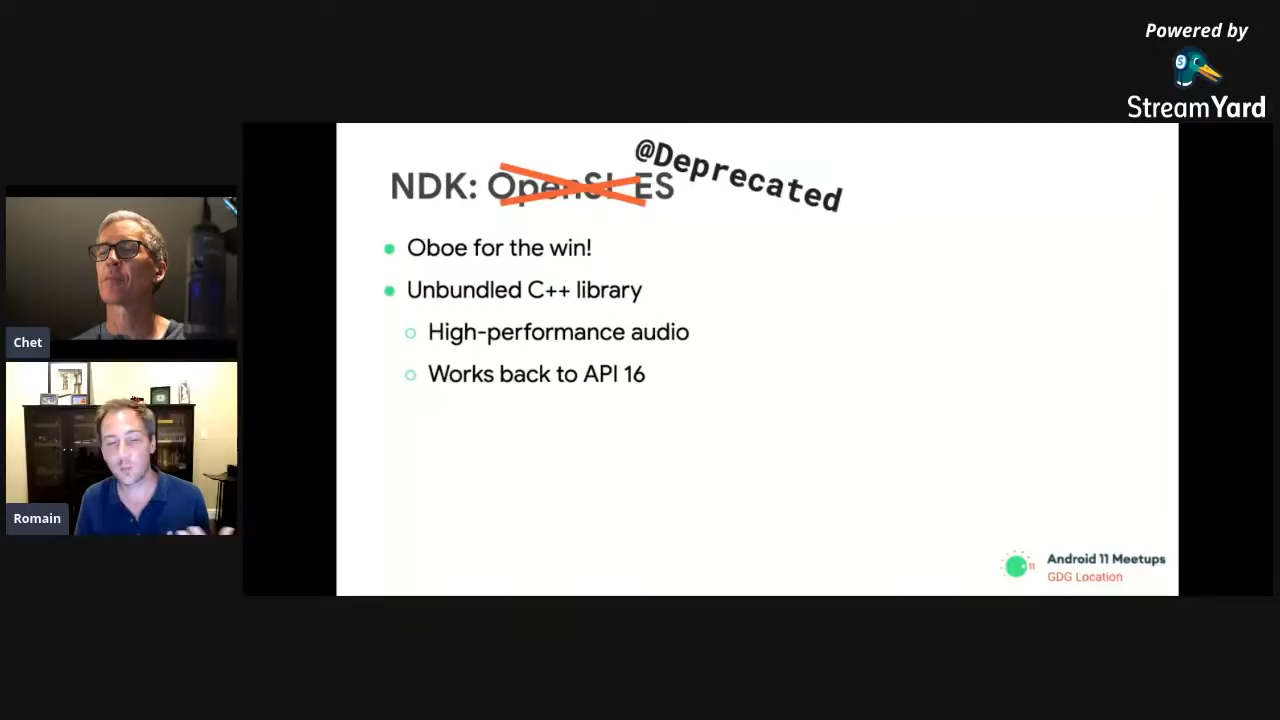 Powered by
StreamYard
@Deprecated
NDK: OpenSL ES
Oboe for the win!
Unbundled C++ library
High-performance audio
Works back to API 16
Chet
Romain
11
Android 11 Meetups
GDG Location